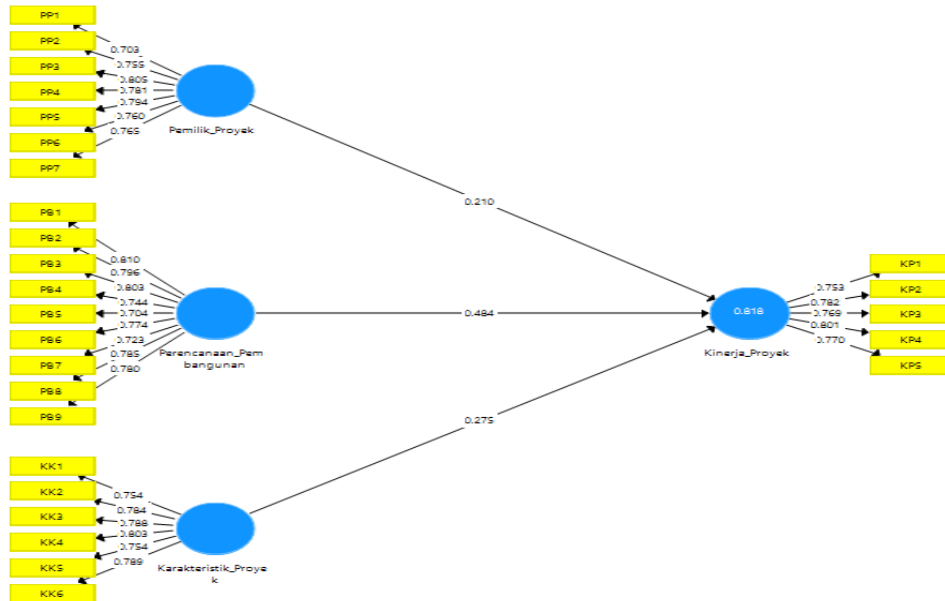 PP1
PP2
PP3
PP4
PP5
PP6
PP7
0.703
0.755
0.805
0.781
0.794
0.760
0.765
Pemilik_Proyek
0.210
PB1
PB2
PB3
PB4
PB5
PB6
PB7
PB8
PB9
0.810
0.796
0.803
0.744
0.704
0.774
0.723
0.785
0.780
Perencanaan_Pem
bangunan
0.484
KK1
KK2
KK3
KK4
KK5
KK6
0.754
0.784
0.788
0.803
0.754
0.789
Karakteristik_Proye
k
0.275
0.818
Kinerja_Proyek
0.753
0.782
0.769
0.801
0.770
KP1
KP2
KP3
KP4
KP5